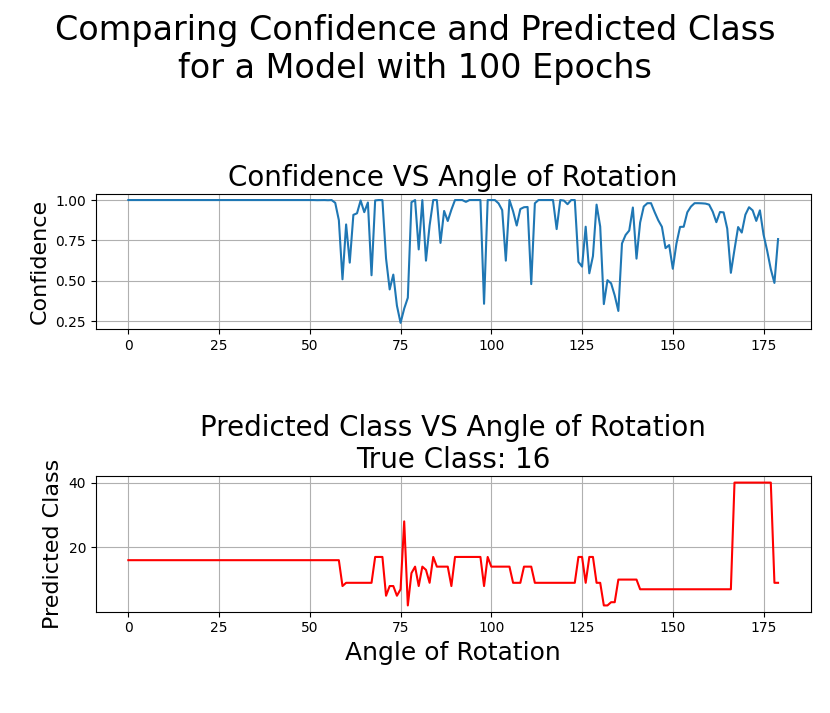 Comparing Confidence and Predicted Class
for a Model with 100 Epochs
Confidence VS Angle of Rotation
Confidence
1.00
0.75
0.50
0.25
0 25 50 75 100 125 150 175
Predicted Class VS Angle of Rotation
True Class: 16
Predicted Class
40
20
0 25 50 75 100 125 150 175
Angle of Rotation